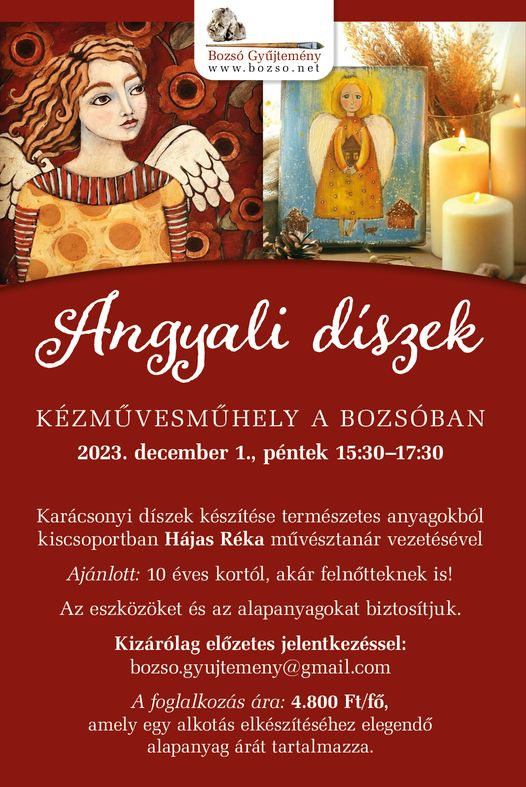 Bozsó Gyűjtemény
www.bozso.net
Angyali díszek
KÉZMŰVESMŰHELY A BOZSÓBAN
2023. december 1., péntek 15:30–17:30
Karácsonyi díszek készítése természetes anyagokból
kiscsoportban Hájas Réka művésztanár vezetésével
Ajánlott: 10 éves kortól, akár felnőtteknek is!
Az eszközöket és az alapanyagokat biztosítjuk.
Kizárólag előzetes jelentkezéssel:
bozso.gyujtemeny@gmail.com
A foglalkozás ára: 4.800 Ft/fő,
amely egy alkotás elkészítéséhez elegendő
alapanyag árát tartalmazza.